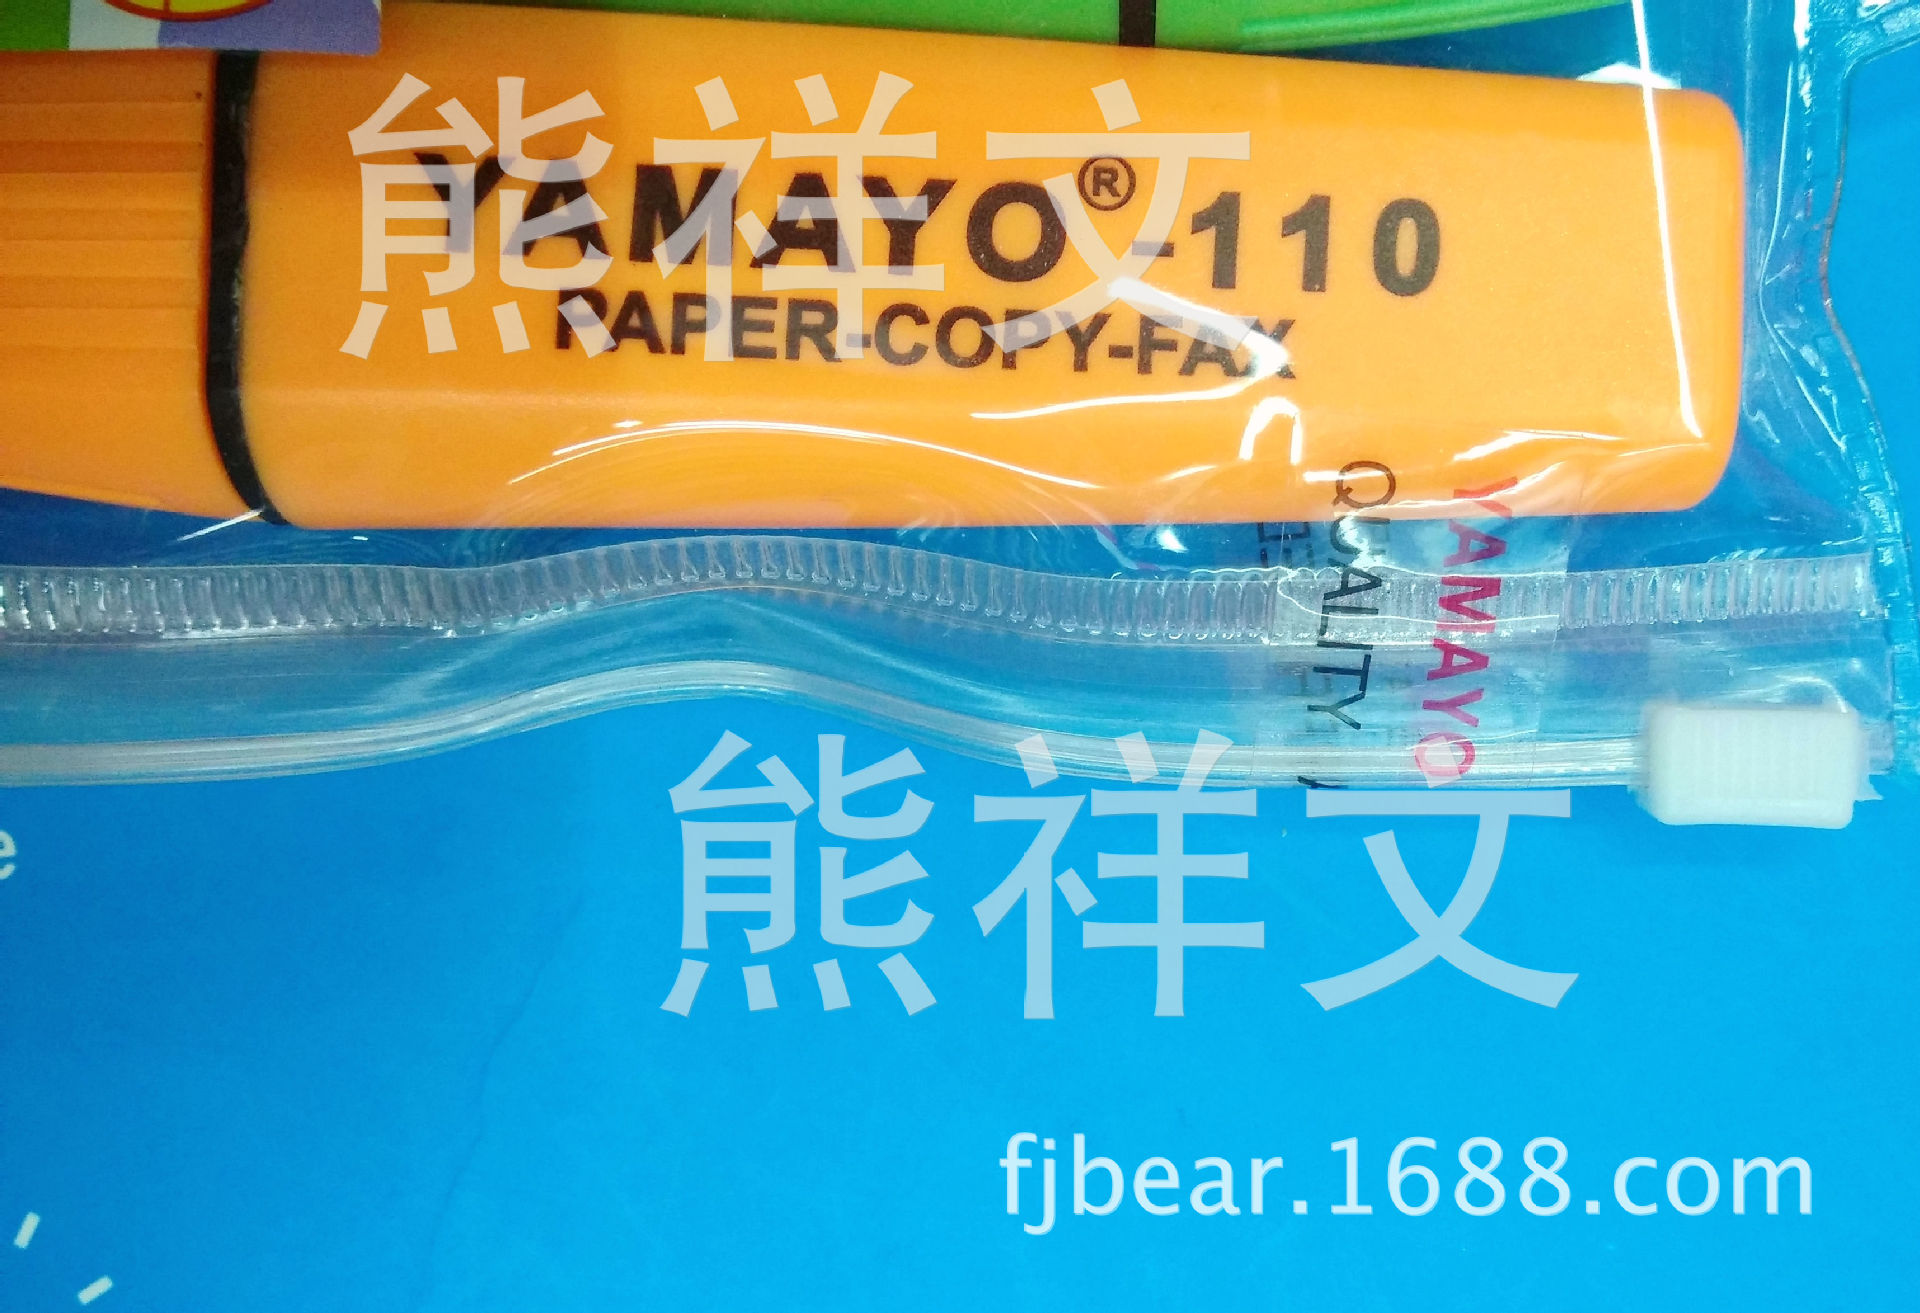 熊祥文
YAMAYO®-110
PAPER-COPY-FAX
YAMAYO
QUALITY
熊祥文
fjbear.1688.com